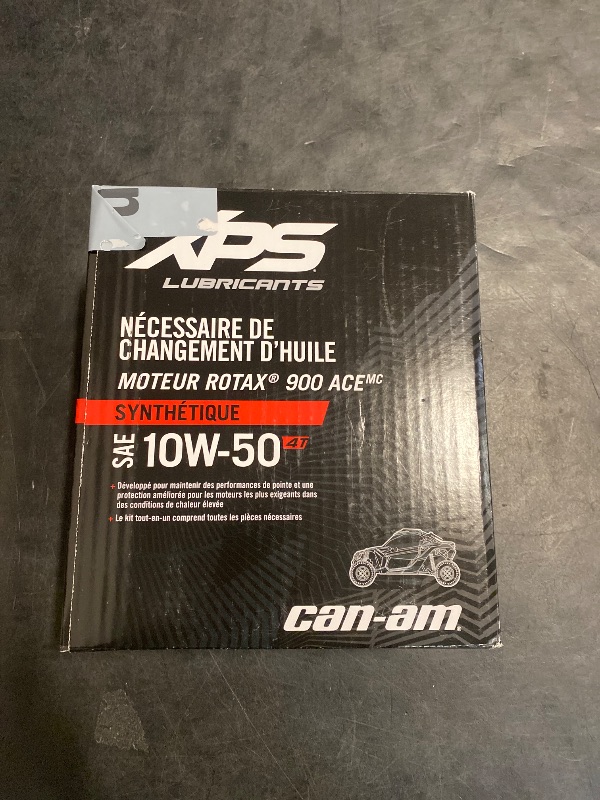 XPS
LUBRICANTS
NÉCESSAIRE DE
CHANGEMENT D'HUILE
MOTEUR ROTAX® 900 ACEMC
SYNTHÉTIQUE
SAE 10W-50 4T
+ Développé pour maintenir des performances de pointe et une
protection améliorée pour les moteurs les plus exigeants dans
des conditions de chaleur élevée
+ Le kit tout-en-un comprend toutes les pièces nécessaires
can-am®